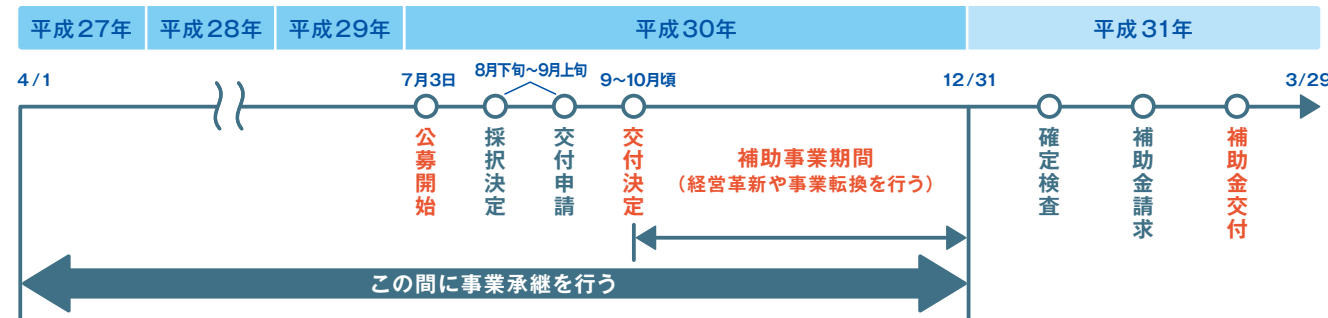 平成27年
平成28年
平成29年
平成30年
平成31年
4/1
7月3日
8月下旬～9月上旬
9～10月頃
12/31
3/29
公募開始
採択決定
交付申請
交付決定
補助事業期間
（経営革新や事業転換を行う）
確定検査
補助金請求
補助金交付
この間に事業承継を行う